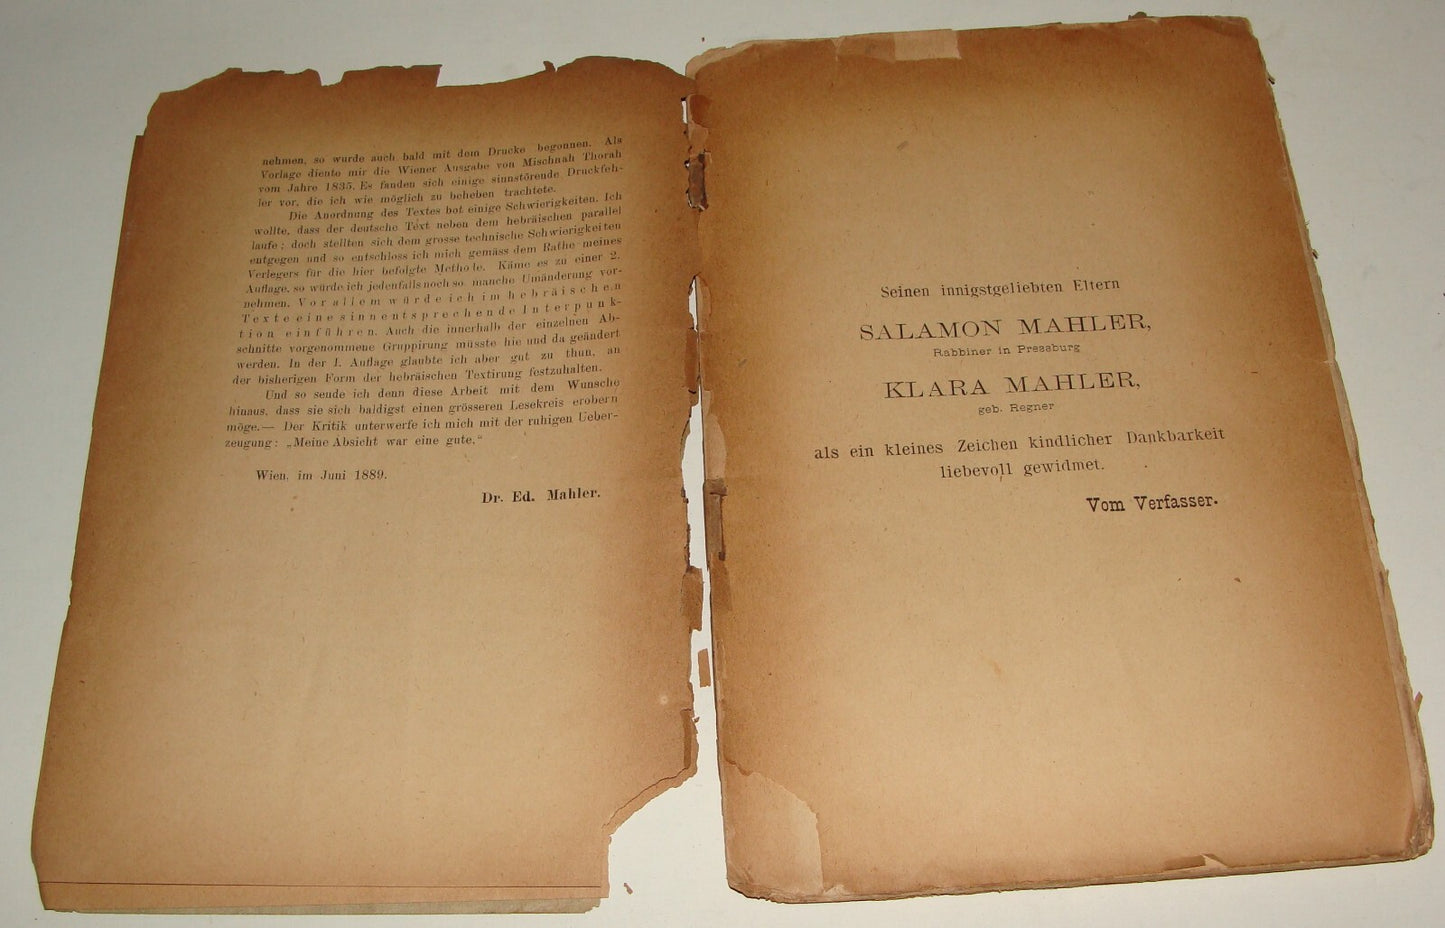 nehmen, so wurde auch bald mit dem Drucke begonnen. Als
Vorlage diente mir die Wiener Ausgabe von Mischnah Thorah
vom Jahre 1835. Es fanden sich einige sinnstörende Druckfeh-
ler vor, die ich wie möglich zu beheben trachtete.
Die Anordnung des Textes bot einige Schwierigkeiten. Ich
wollte, dass der deutsche Text neben dem hebräischen parallel
laufe; doch stellten sich dem grosse technische Schwierigkeiten
entgegen und so entschloss ich mich gemäss dem Rathe meines
Verlegers für die hier befolgte Methode. Käme es zu einer 2.
Auflage, so würde ich jedenfalls noch so manche Umänderung vor-
nehmen. Vor allem würde ich im hebräischen
Texte eine sinnentsprechende Interpunk-
tion einführen. Auch die innerhalb der einzelnen Ab-
schnitte vorgenommene Gruppirung müsste hie und da geändert
werden. In der I. Auflage glaubte ich aber gut zu thun, an
der bisherigen Form der hebräischen Textirung festzuhalten.
Und so sende ich denn diese Arbeit mit dem Wunsche
hinaus, dass sie sich baldigst einen grösseren Lesekreis erobern
möge.— Der Kritik unterwerfe ich mich mit der ruhigen Ueber-
zeugung: „Meine Absicht war eine gute.“
Wien, im Juni 1889.
Dr. Ed. Mahler.
Seinen innigstgeliebten Eltern
SALAMON MAHLER,
Rabbiner in Pressburg
KLARA MAHLER,
geb. Regner
als ein kleines Zeichen kindlicher Dankbarkeit
liebevoll gewidmet.
Vom Verfasser.